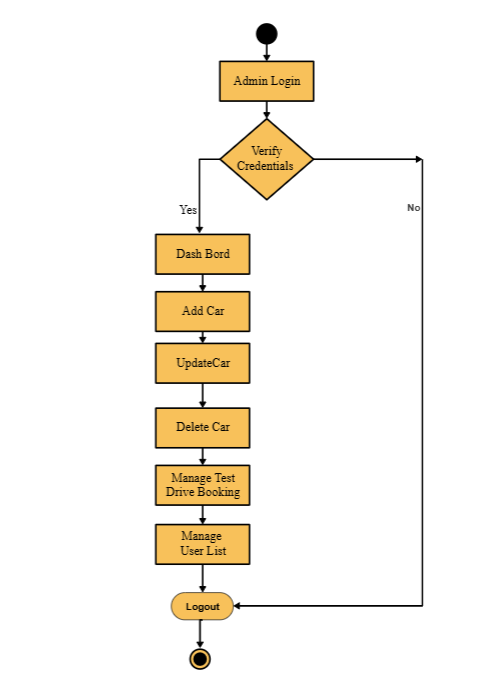 Admin Login
Verify
Credentials
Yes
No
Dash Bord
Add Car
UpdateCar
Delete Car
Manage Test
Drive Booking
Manage
User List
Logout